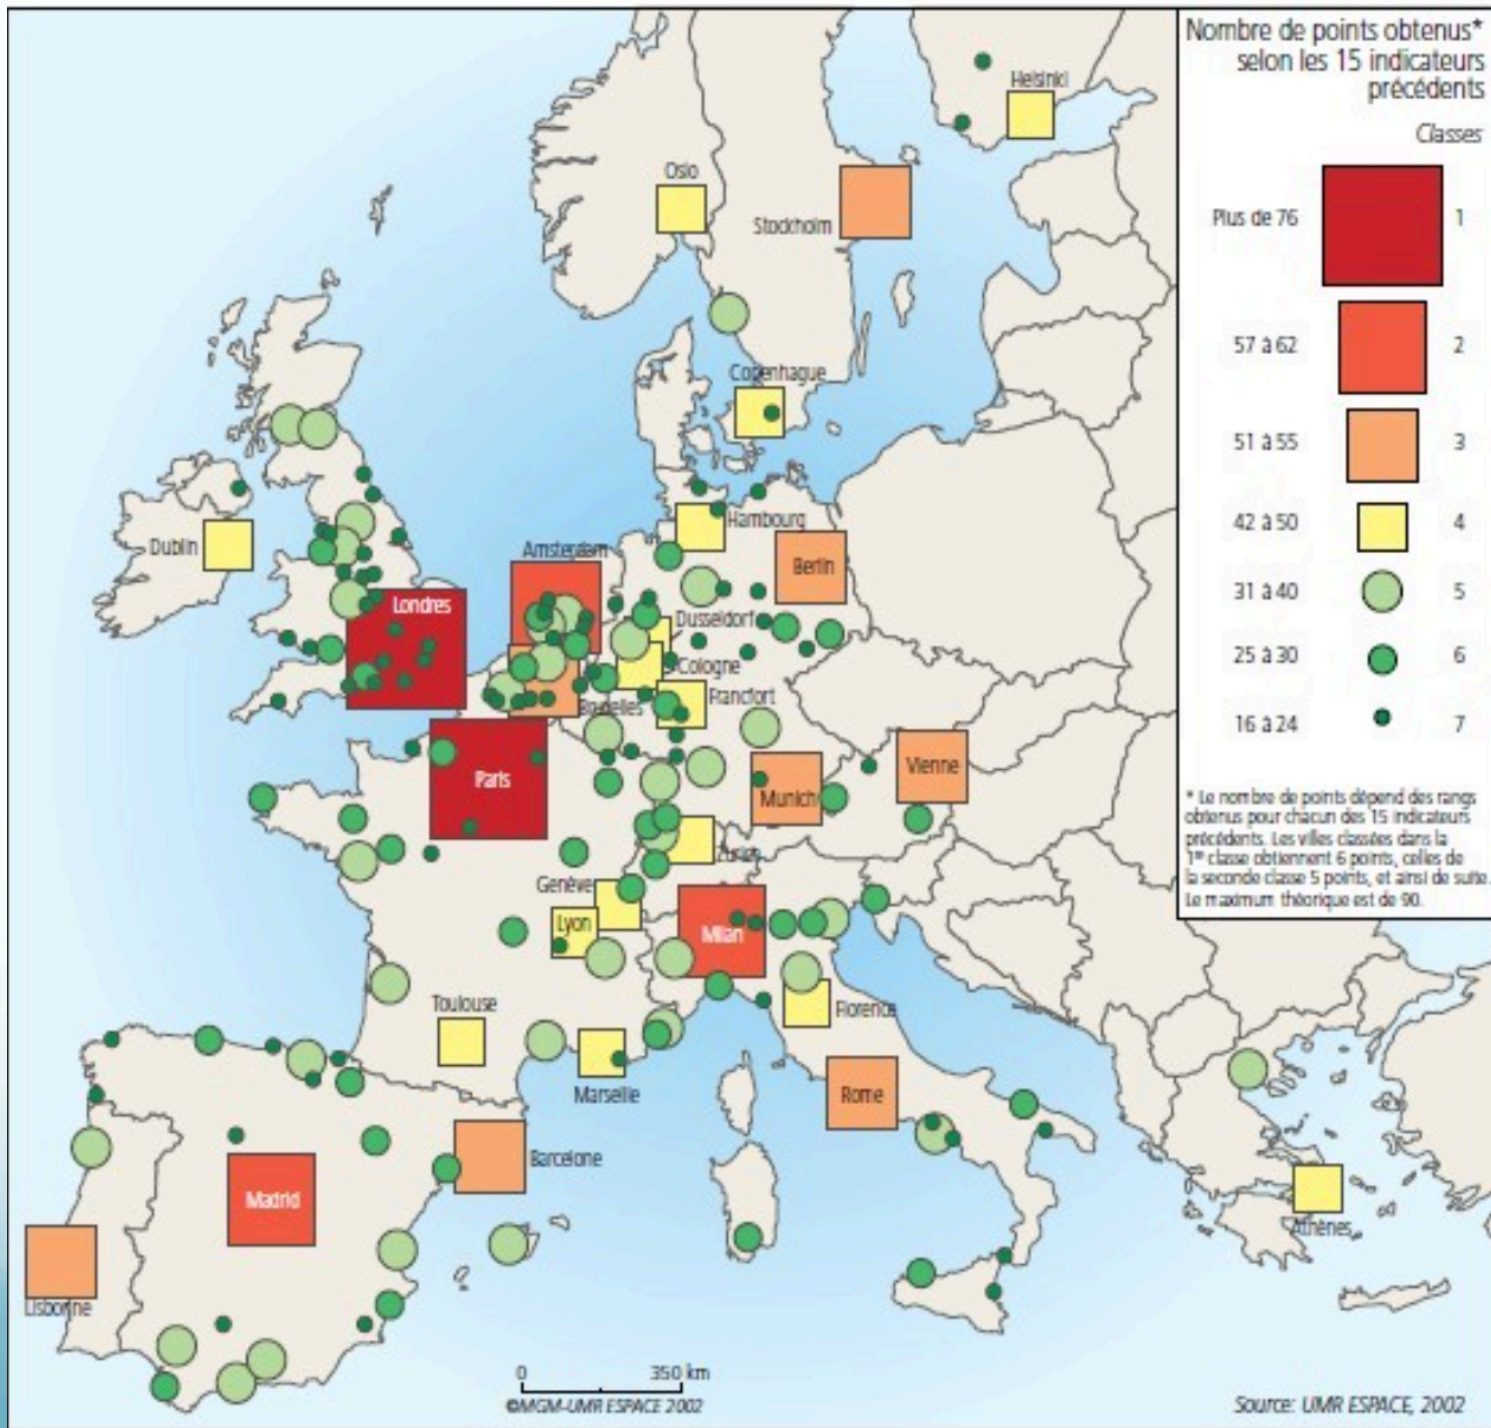 Nombre de points obtenus*
selon les 15 indicateurs
précédents
Classes
Plus de 76 1
57 à 62 2
51 à 55 3
42 à 50 4
31 à 40 5
25 à 30 6
16 à 24 7
* Le nombre de points dépend des rangs
obtenus pour chacun des 15 indicateurs
précédents. Les villes classées dans la
1re classe obtiennent 6 points, celles de
la seconde classe 5 points, et ainsi de suite.
Le maximum théorique est de 90.
Helsinki
Oslo
Stockholm
Copenhague
Hambourg
Dublin
Amsterdam
Berlin
Londres
Dusseldorf
Cologne
Francfort
Bruxelles
Paris
Vienne
Munich
Zurich
Genève
Lyon
Milan
Toulouse
Florence
Marseille
Rome
Barcelone
Madrid
Athènes
Lisbonne
0 350 km
©MGM-UMR ESPACE 2002
Source: UMR ESPACE, 2002